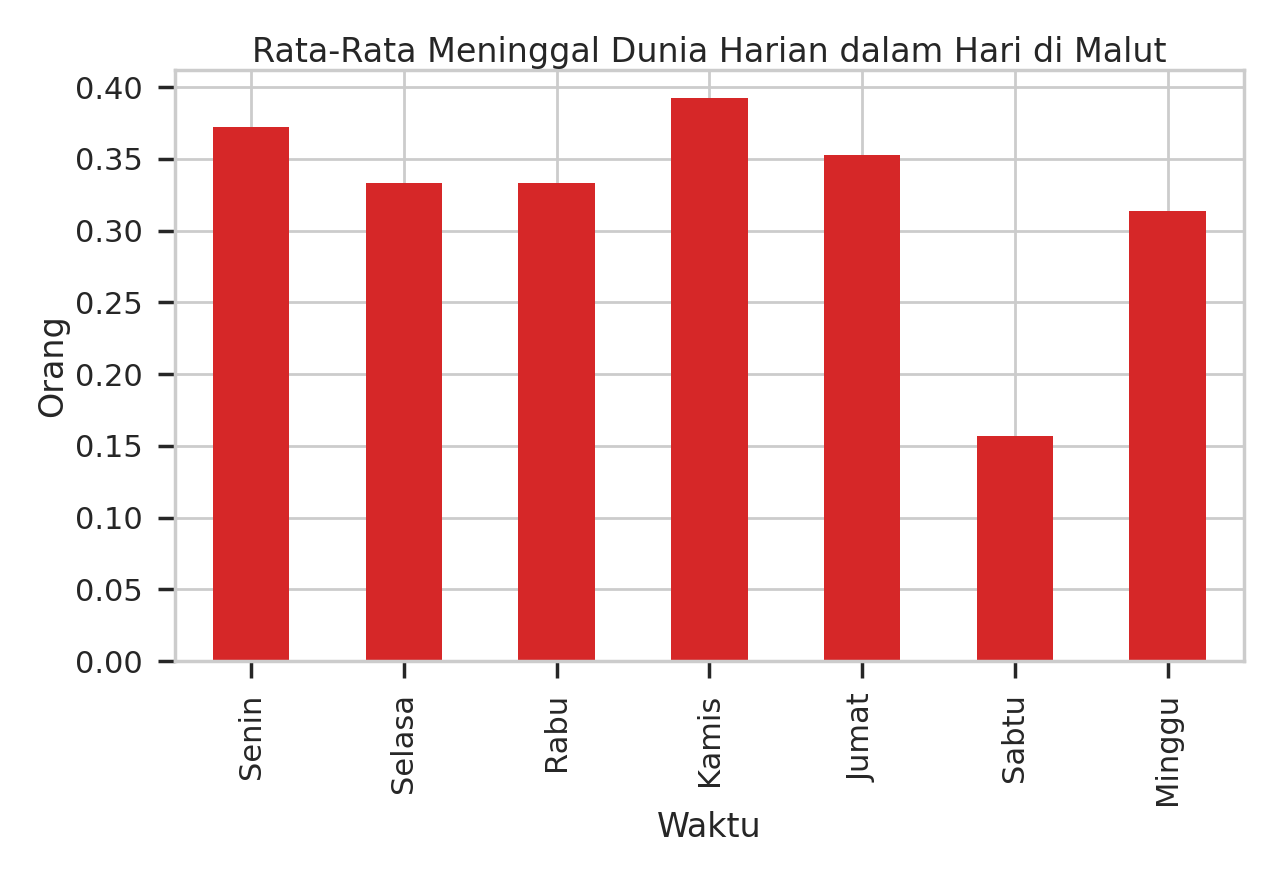 Rata-Rata Meninggal Dunia Harian dalam Hari di Malut
0.40
0.35
0.30
0.25
0.20
0.15
0.10
0.05
0.00
Orang
Senin
Selasa
Rabu
Kamis
Jumat
Sabtu
Minggu
Waktu